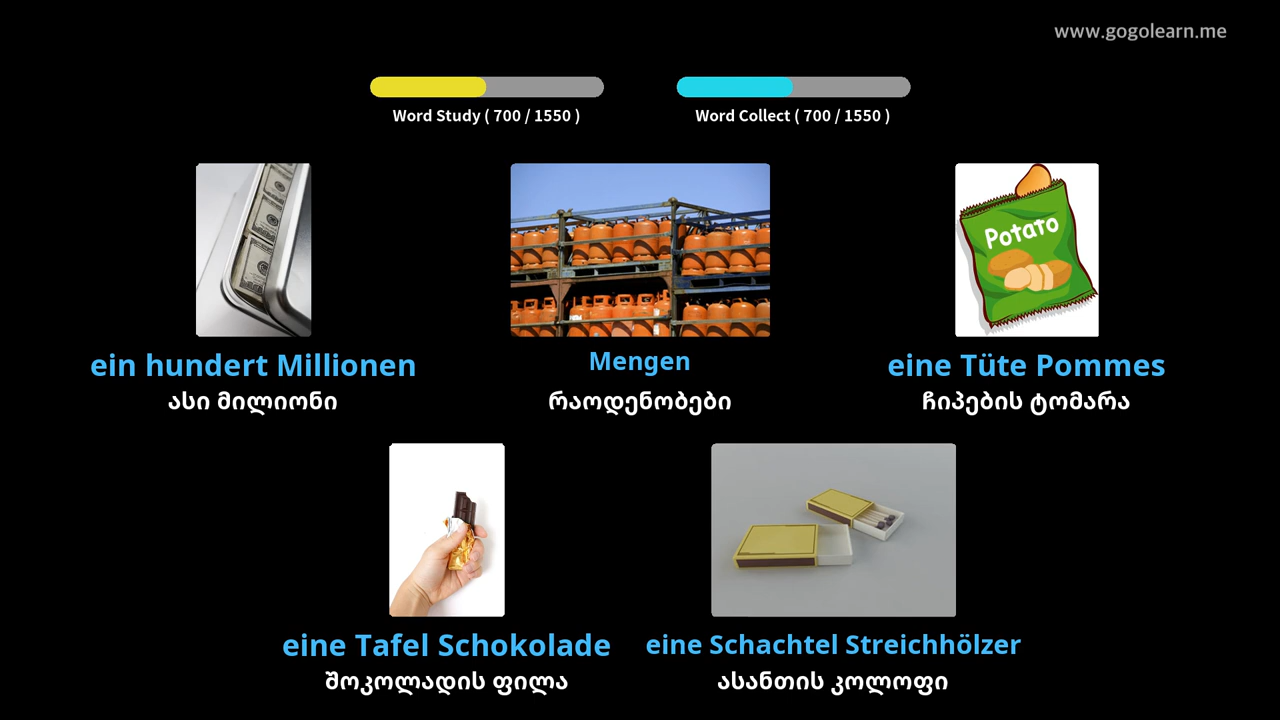 www.gogolearn.me
Word Study ( 700 / 1550 )
Word Collect ( 700 / 1550 )
Potato
ein hundert Millionen
ასი მილიონი
Mengen
რაოდენობები
eine Tüte Pommes
ჩიპების ტომარა
eine Tafel Schokolade
შოკოლადის ფილა
eine Schachtel Streichhölzer
ასანთის კოლოფი